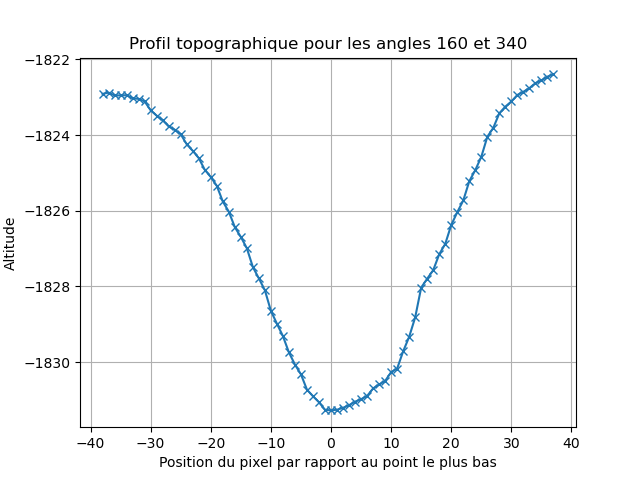 Profil topographique pour les angles 160 et 340
−1822
−1824
−1826
−1828
−1830
Altitude
−40 −30 −20 −10 0 10 20 30 40
Position du pixel par rapport au point le plus bas